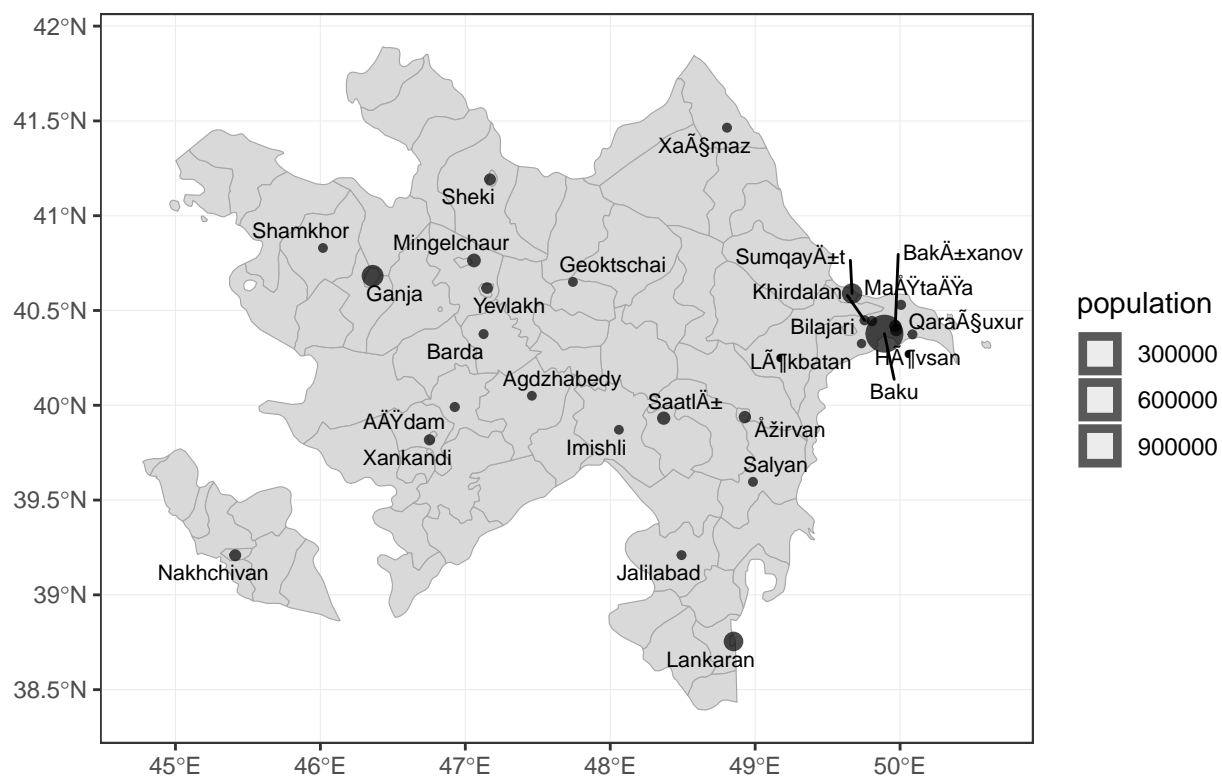 42°N
41.5°N
41°N
40.5°N
40°N
39.5°N
39°N
38.5°N
XaÃ§maz
Sheki
Shamkhor
Mingelchaur
SumqayÄ±t
BakÄ±xanov
Geoktschai
Ganja
Yevlakh
Khirdalan
MaÅŸtaÄŸa
Bilajari
QaraÃ§uxur
Barda
LÃ¶kbatan
HÃ¶vsan
Agdzhabedy
Baku
AÄŸdam
SaatlÄ±
Xankandi
Imishli
Åžirvan
Salyan
Nakhchivan
Jalilabad
Lankaran
45°E
46°E
47°E
48°E
49°E
50°E
population
300000
600000
900000